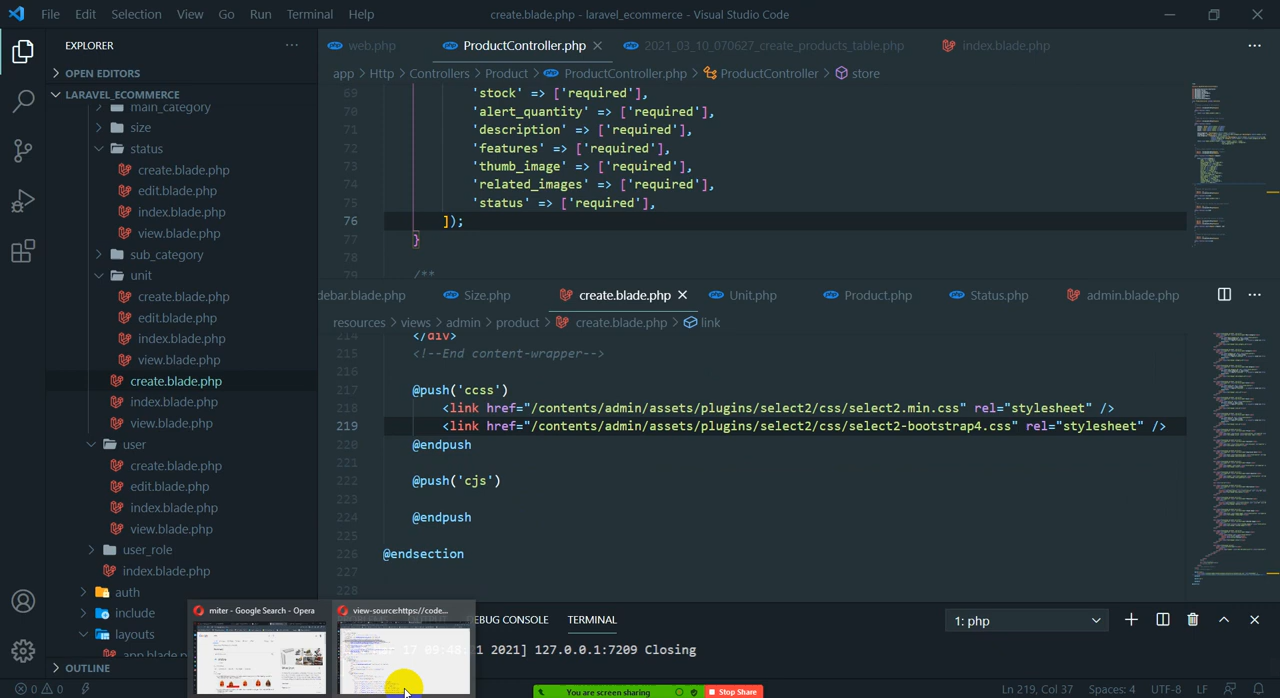 File Edit Selection View Go Run Terminal Help
create.blade.php - laravel_ecommerce - Visual Studio Code
EXPLORER
OPEN EDITORS
LARAVEL_ECOMMERCE
main_category
size
status
create.blade.php
edit.blade.php
index.blade.php
view.blade.php
sub_category
unit
create.blade.php
edit.blade.php
index.blade.php
view.blade.php
create.blade.php
index.blade.php
view.blade.php
user
create.blade.php
edit.blade.php
index.blade.php
view.blade.php
user_role
index.blade.php
auth
include
layouts
OUTLINE
web.php ProductController.php 2021_03_10_070627_create_products_table.php index.blade.php
app > Http > Controllers > Product > ProductController.php > ProductController > store
69 'stock' => ['required'],
70 'alert_quantity' => ['required'],
71 'description' => ['required'],
72 'features' => ['required'],
73 'thumb_image' => ['required'],
74 'related_images' => ['required'],
75 'status' => ['required'],
76 ]);
77 }
78
79 /**
debar.blade.php Size.php create.blade.php Unit.php Product.php Status.php admin.blade.php
resources > views > admin > product > create.blade.php > link
214 </div>
215 <!--End content-wrapper-->
216
217 @push('ccss')
218 <link href="/contents/admin/assets/plugins/select2/css/select2.min.css" rel="stylesheet" />
219 <link href="/contents/admin/assets/plugins/select2/css/select2-bootstrap4.css" rel="stylesheet" />
220 @endpush
221
222 @push('cjs')
223
224 @endpush
225
226 @endsection
227
228
EBUG CONSOLE TERMINAL
1: php
2021] 127.0.0.1:7209 Closing
miter - Google Search - Opera
view-source:https://code...
You are screen sharing
Stop Share
0 0
Ln 219, Col 37 Spaces: 4 UTF-8 LF